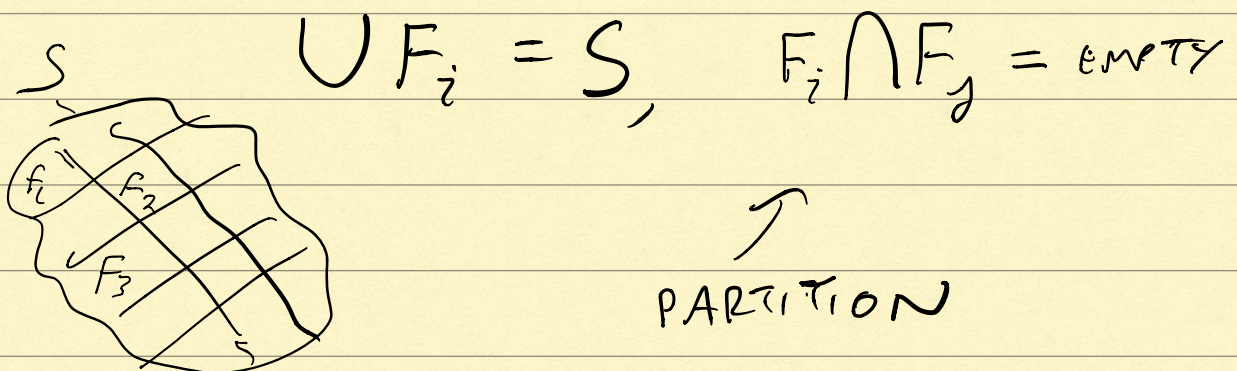 S ⋃ Fᵢ = S, Fᵢ ⋂ Fⱼ = EMPTY
F₁ F₂
F₃
PARTITION